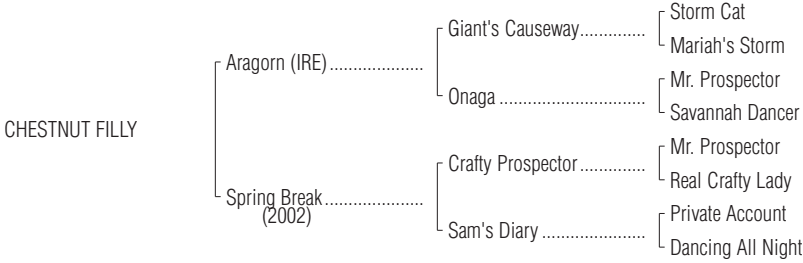 Storm Cat
Giant's Causeway..............
Mariah's Storm
Aragorn (IRE) ....................
Mr. Prospector
Onaga ...............................
Savannah Dancer
CHESTNUT FILLY
Mr. Prospector
Crafty Prospector..............
Real Crafty Lady
Spring Break.....................
(2002)
Private Account
Sam's Diary ......................
Dancing All Night